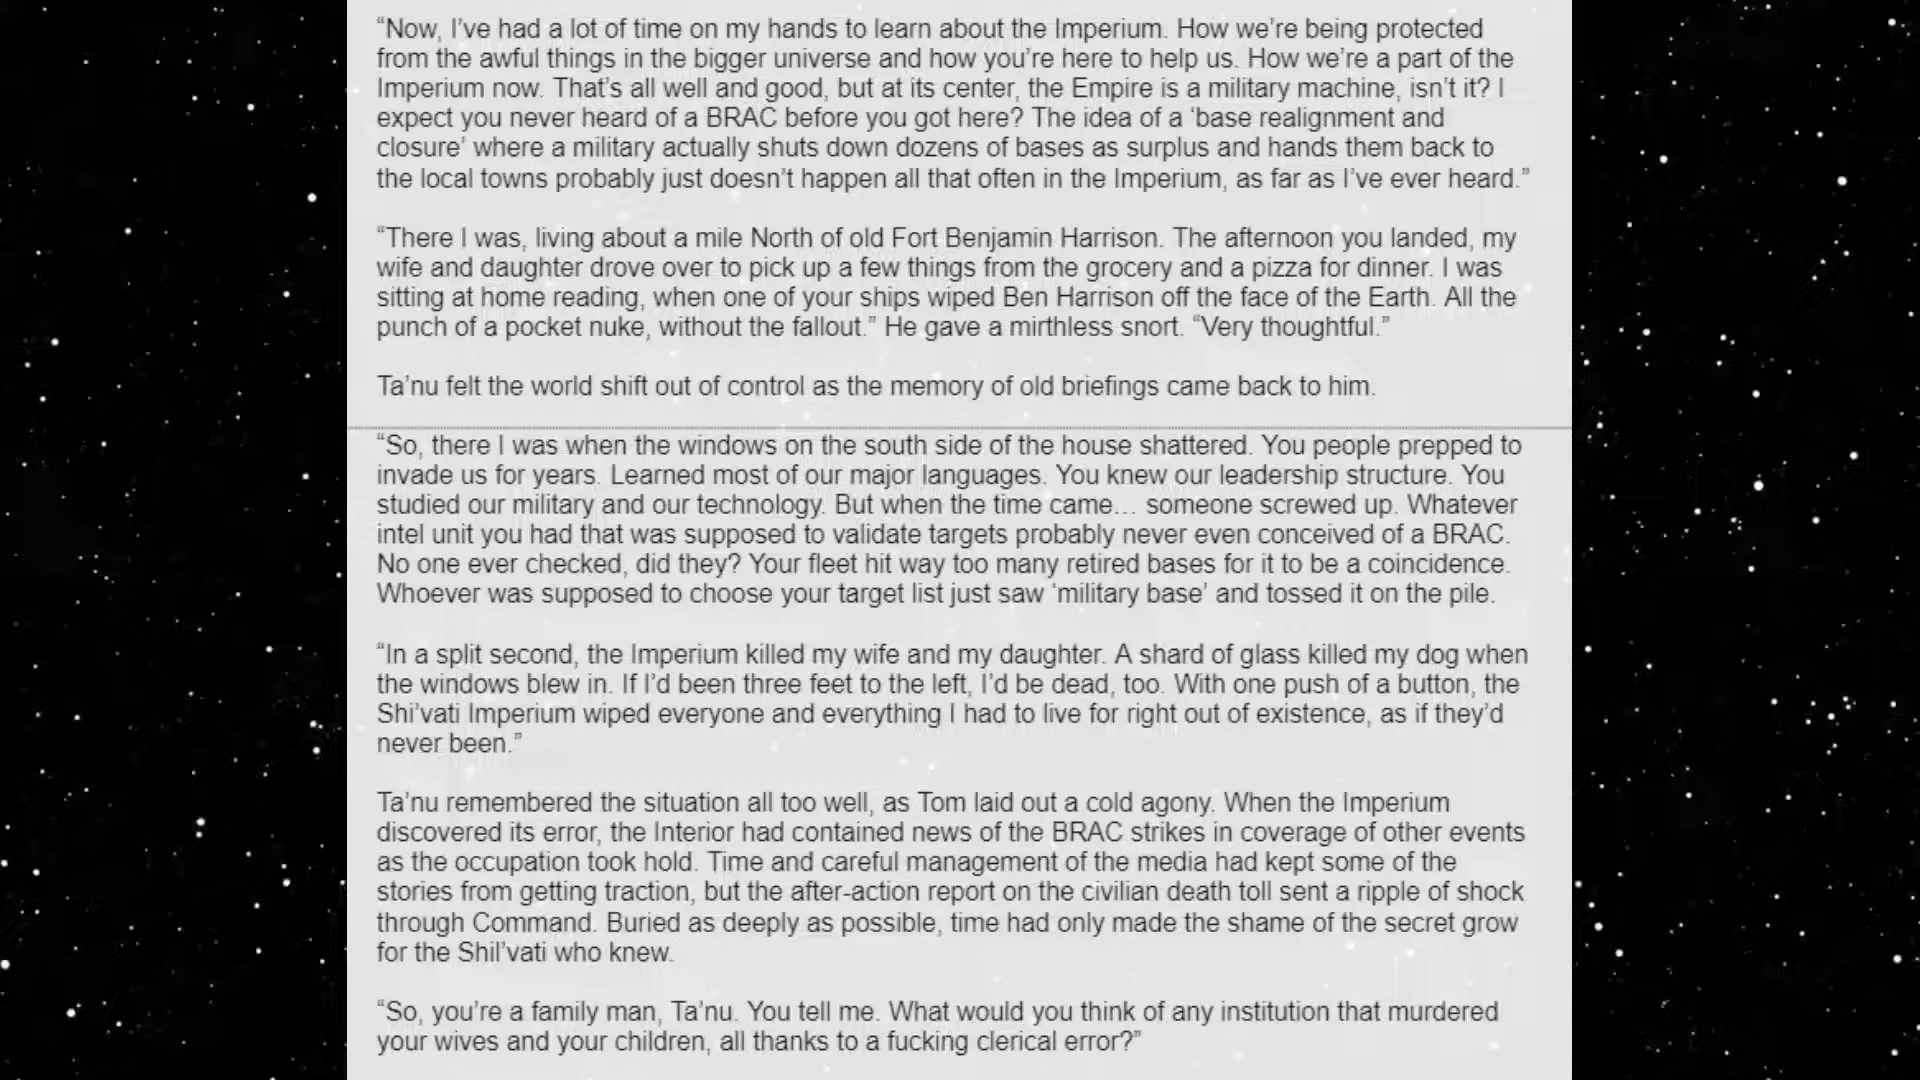 “Now, I’ve had a lot of time on my hands to learn about the Imperium. How we’re being protected
from the awful things in the bigger universe and how you’re here to help us. How we’re a part of the
Imperium now. That’s all well and good, but at its center, the Empire is a military machine, isn’t it? I
expect you never heard of a BRAC before you got here? The idea of a ‘base realignment and
closure’ where a military actually shuts down dozens of bases as surplus and hands them back to
the local towns probably just doesn’t happen all that often in the Imperium, as far as I’ve ever heard.”
“There I was, living about a mile North of old Fort Benjamin Harrison. The afternoon you landed, my
wife and daughter drove over to pick up a few things from the grocery and a pizza for dinner. I was
sitting at home reading, when one of your ships wiped Ben Harrison off the face of the Earth. All the
punch of a pocket nuke, without the fallout.” He gave a mirthless snort. “Very thoughtful.”
Ta’nu felt the world shift out of control as the memory of old briefings came back to him.
“So, there I was when the windows on the south side of the house shattered. You people prepped to
invade us for years. Learned most of our major languages. You knew our leadership structure. You
studied our military and our technology. But when the time came… someone screwed up. Whatever
intel unit you had that was supposed to validate targets probably never even conceived of a BRAC.
No one ever checked, did they? Your fleet hit way too many retired bases for it to be a coincidence.
Whoever was supposed to choose your target list just saw ‘military base’ and tossed it on the pile.
“In a split second, the Imperium killed my wife and my daughter. A shard of glass killed my dog when
the windows blew in. If I’d been three feet to the left, I’d be dead, too. With one push of a button, the
Shi’vati Imperium wiped everyone and everything I had to live for right out of existence, as if they’d
never been.”
Ta’nu remembered the situation all too well, as Tom laid out a cold agony. When the Imperium
discovered its error, the Interior had contained news of the BRAC strikes in coverage of other events
as the occupation took hold. Time and careful management of the media had kept some of the
stories from getting traction, but the after-action report on the civilian death toll sent a ripple of shock
through Command. Buried as deeply as possible, time had only made the shame of the secret grow
for the Shil’vati who knew.
“So, you’re a family man, Ta’nu. You tell me. What would you think of any institution that murdered
your wives and your children, all thanks to a fucking clerical error?”